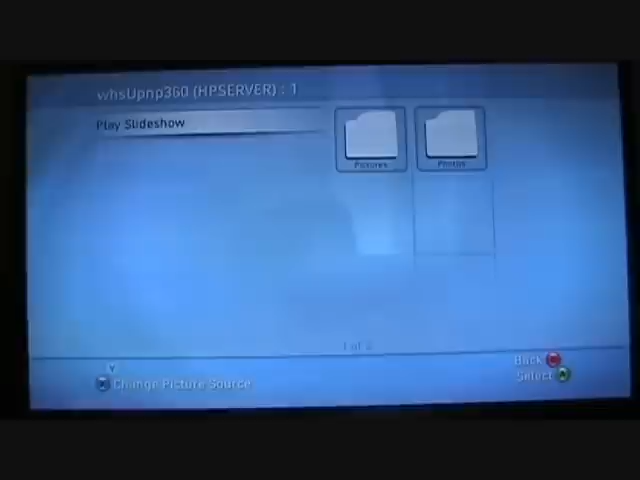 whsUpnp360 (HPSERVER) : 1
Play Slideshow
Pictures
Photos
1 of 2
Back
Y
X Change Picture Source
Select A